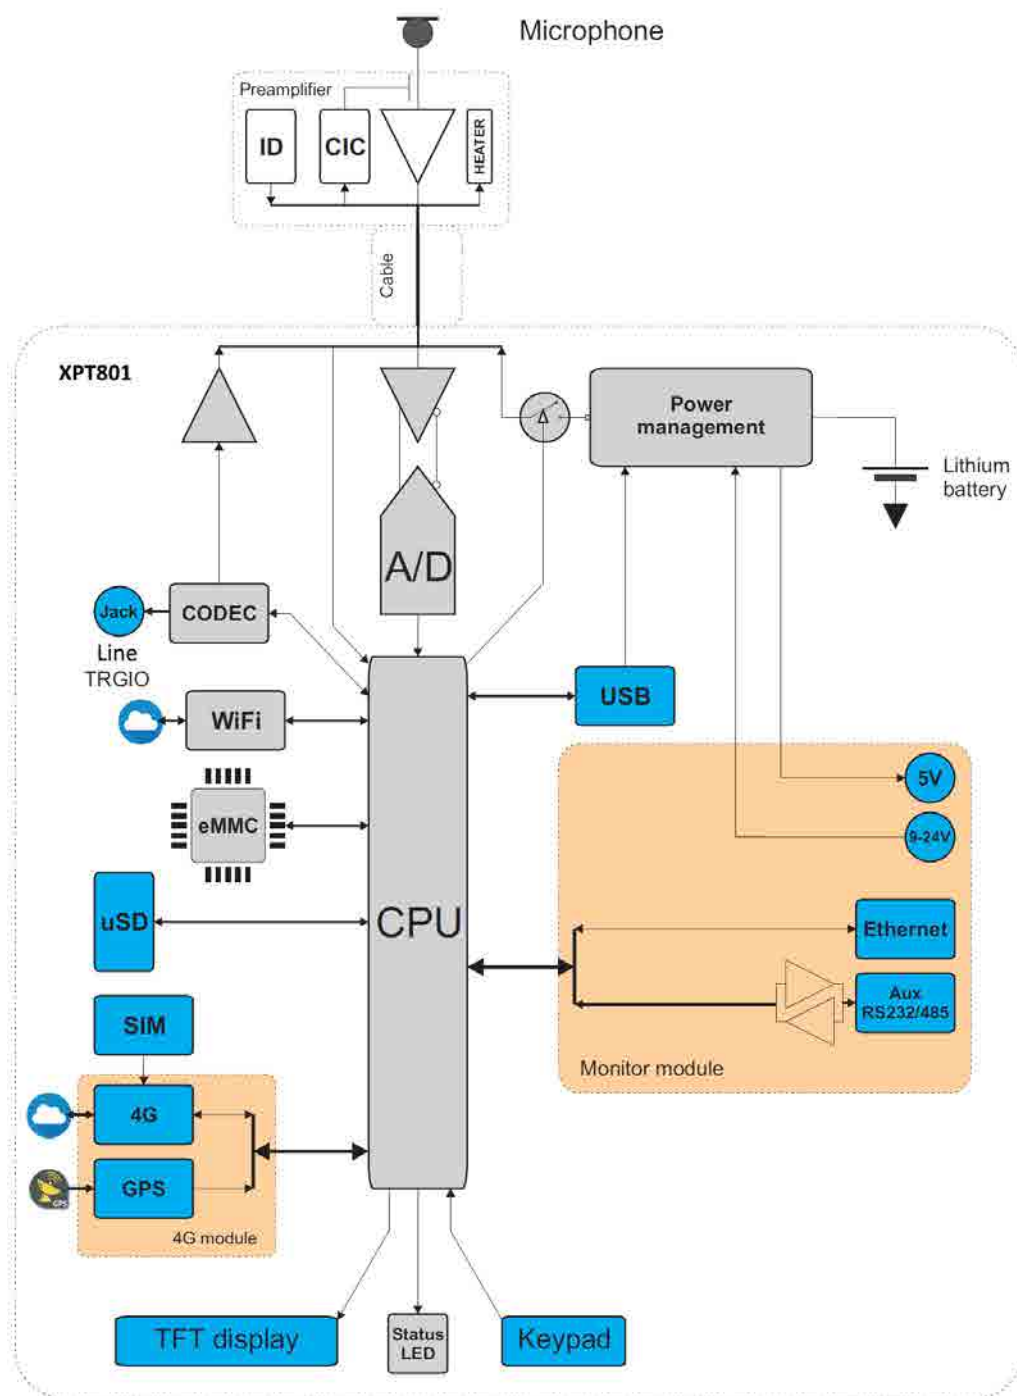 Microphone
Preamplifier
ID
CIC
HEATER
Cable
XPT801
Power
management
Lithium
battery
A/D
Jack
CODEC
Line
TRGIO
WiFi
USB
eMMC
5V
9-24V
uSD
CPU
Ethernet
Aux
RS232/485
SIM
Monitor module
4G
GPS
GPS
4G module
TFT display
Status
LED
Keypad